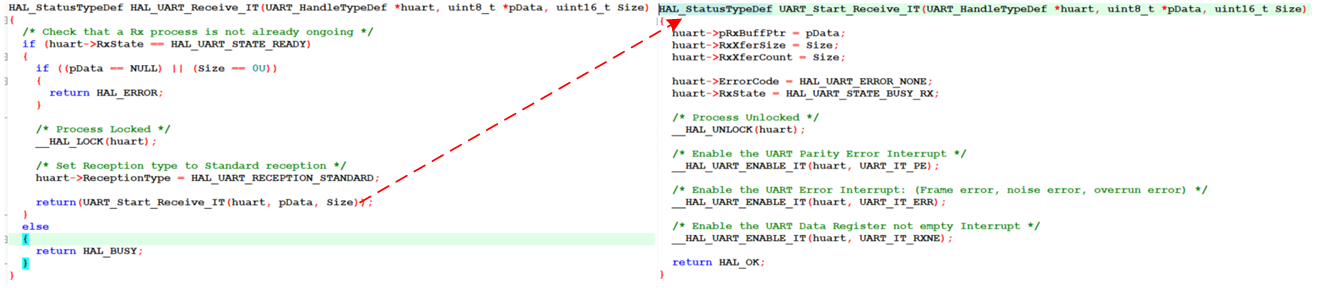 HAL_StatusTypeDef HAL_UART_Receive_IT(UART_HandleTypeDef *huart, uint8_t *pData, uint16_t Size)
{
/* Check that a Rx process is not already ongoing */
if (huart->RxState == HAL_UART_STATE_READY)
{
if ((pData == NULL) || (Size == 0U))
{
return HAL_ERROR;
}
/* Process Locked */
__HAL_LOCK(huart);
/* Set Reception type to Standard reception */
huart->ReceptionType = HAL_UART_RECEPTION_STANDARD;
return(UART_Start_Receive_IT(huart, pData, Size));
}
else
{
return HAL_BUSY;
}
}
HAL_StatusTypeDef UART_Start_Receive_IT(UART_HandleTypeDef *huart, uint8_t *pData, uint16_t Size)
{
huart->pRxBuffPtr = pData;
huart->RxXferSize = Size;
huart->RxXferCount = Size;
huart->ErrorCode = HAL_UART_ERROR_NONE;
huart->RxState = HAL_UART_STATE_BUSY_RX;
/* Process Unlocked */
__HAL_UNLOCK(huart);
/* Enable the UART Parity Error Interrupt */
__HAL_UART_ENABLE_IT(huart, UART_IT_PE);
/* Enable the UART Error Interrupt: (Frame error, noise error, overrun error) */
__HAL_UART_ENABLE_IT(huart, UART_IT_ERR);
/* Enable the UART Data Register not empty Interrupt */
__HAL_UART_ENABLE_IT(huart, UART_IT_RXNE);
return HAL_OK;
}